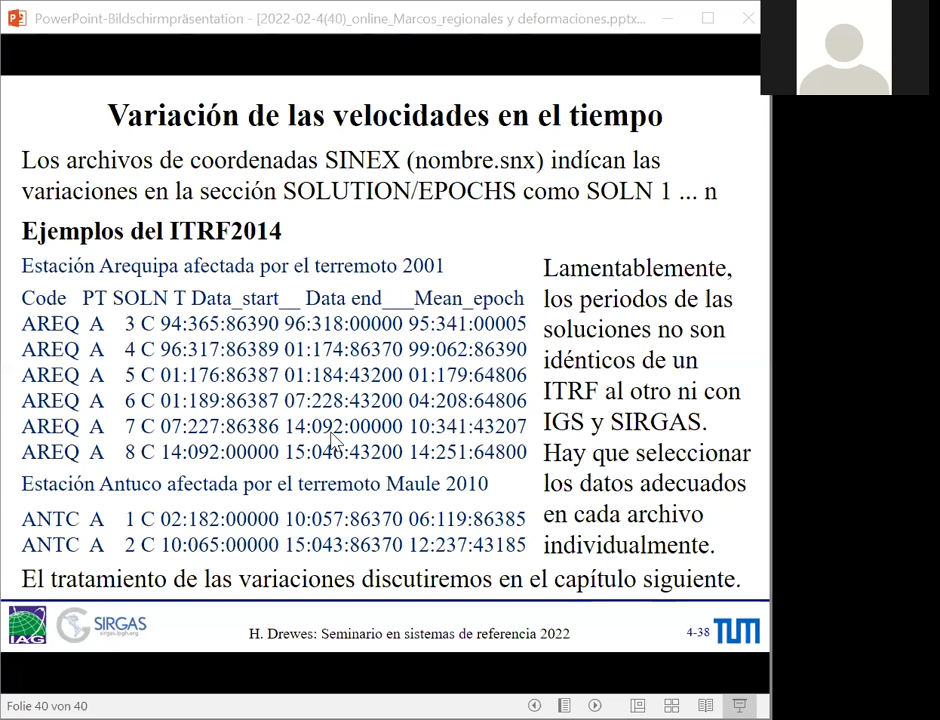 PowerPoint-Bildschirmpräsentation - [2022-02-4(40)_online_Marcos_regionales y deformaciones.pptx...
Variación de las velocidades en el tiempo
Los archivos de coordenadas SINEX (nombre.snx) indícan las
variaciones en la sección SOLUTION/EPOCHS como SOLN 1 ... n
Ejemplos del ITRF2014
Estación Arequipa afectada por el terremoto 2001
Code PT SOLN T Data_start__ Data end___Mean_epoch
AREQ A 3 C 94:365:86390 96:318:00000 95:341:00005
AREQ A 4 C 96:317:86389 01:174:86370 99:062:86390
AREQ A 5 C 01:176:86387 01:184:43200 01:179:64806
AREQ A 6 C 01:189:86387 07:228:43200 04:208:64806
AREQ A 7 C 07:227:86386 14:092:00000 10:341:43207
AREQ A 8 C 14:092:00000 15:046:43200 14:251:64800
Estación Antuco afectada por el terremoto Maule 2010
ANTC A 1 C 02:182:00000 10:057:86370 06:119:86385
ANTC A 2 C 10:065:00000 15:043:86370 12:237:43185
Lamentablemente,
los periodos de las
soluciones no son
idénticos de un
ITRF al otro ni con
IGS y SIRGAS.
Hay que seleccionar
los datos adecuados
en cada archivo
individualmente.
El tratamiento de las variaciones discutiremos en el capítulo siguiente.
IAG
SIRGAS
sirgas.ipgh.org
H. Drewes: Seminario en sistemas de referencia 2022
4-38
TUM
Folie 40 von 40